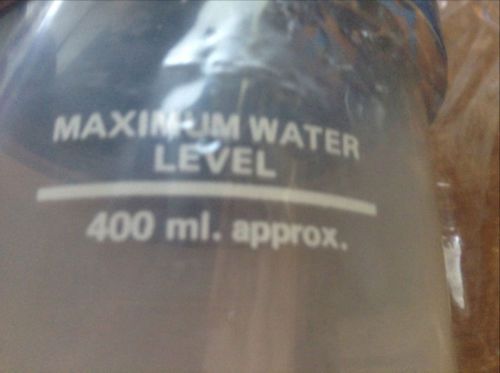 MAXIMUM WATER
LEVEL
400 ml. approx.